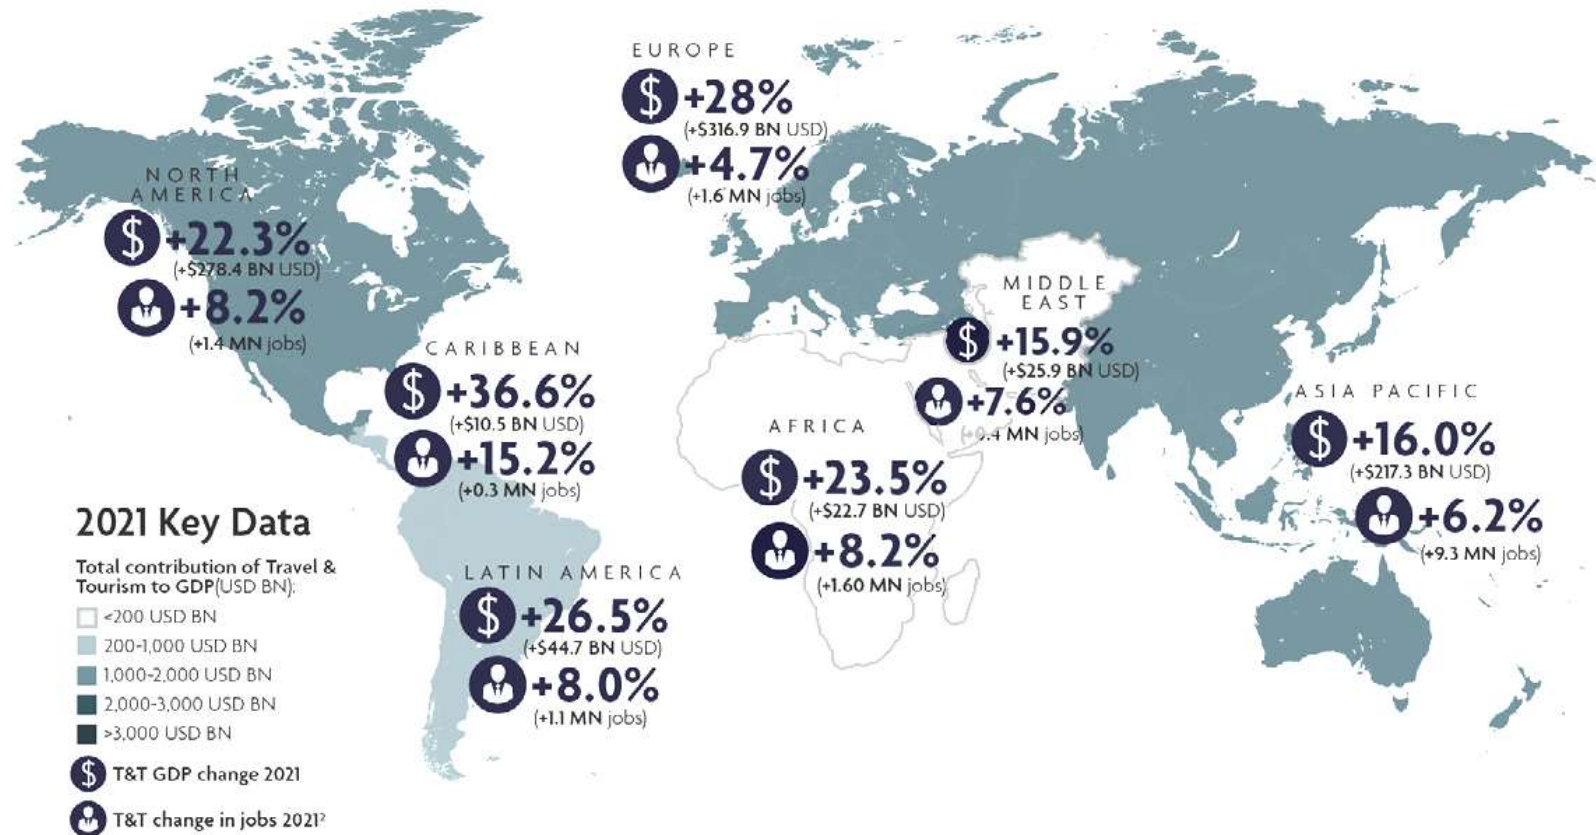 EUROPE
+28%
(+$316.9 BN USD)
+4.7%
(+1.6 MN jobs)
NORTH
AMERICA
+22.3%
(+$278.4 BN USD)
+8.2%
(+1.4 MN jobs)
CARIBBEAN
+36.6%
(+$10.5 BN USD)
+15.2%
(+0.3 MN jobs)
MIDDLE
EAST
+15.9%
(+$25.9 BN USD)
+7.6%
(+0.4 MN jobs)
AFRICA
+23.5%
(+$22.7 BN USD)
+8.2%
(+1.60 MN jobs)
ASIA PACIFIC
+16.0%
(+$217.3 BN USD)
+6.2%
(+9.3 MN jobs)
LATIN AMERICA
+26.5%
(+$44.7 BN USD)
+8.0%
(+1.1 MN jobs)
2021 Key Data
Total contribution of Travel &
Tourism to GDP(USD BN):
<200 USD BN
200-1,000 USD BN
1,000-2,000 USD BN
2,000-3,000 USD BN
>3,000 USD BN
$ T&T GDP change 2021
T&T change in jobs 2021²